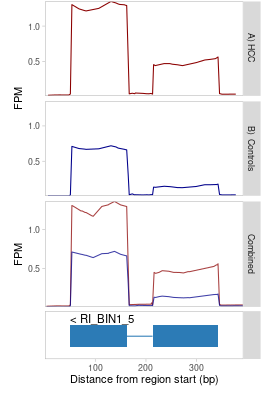 1.0
0.5
A) HCC
FPM
1.0
0.5
B) Controls
1.0
0.5
FPM
Combined
< RI_BIN1_5
100
200
300
Distance from region start (bp)